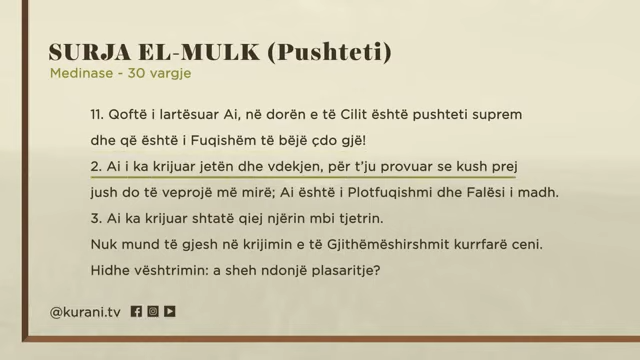 SURJA EL-MULK (Pushteti)
Medinase - 30 vargje
11. Qoftë i lartësuar Ai, në dorën e të Cilit është pushteti suprem
dhe që është i Fuqishëm të bëjë çdo gjë!
2. Ai i ka krijuar jetën dhe vdekjen, për t'ju provuar se kush prej
jush do të veprojë më mirë; Ai është i Plotfuqishmi dhe Falësi i madh.
3. Ai ka krijuar shtatë qiej njërin mbi tjetrin.
Nuk mund të gjesh në krijimin e të Gjithëmëshirshmit kurrfarë ceni.
Hidhe vështrimin: a sheh ndonjë plasaritje?
@kurani.tv